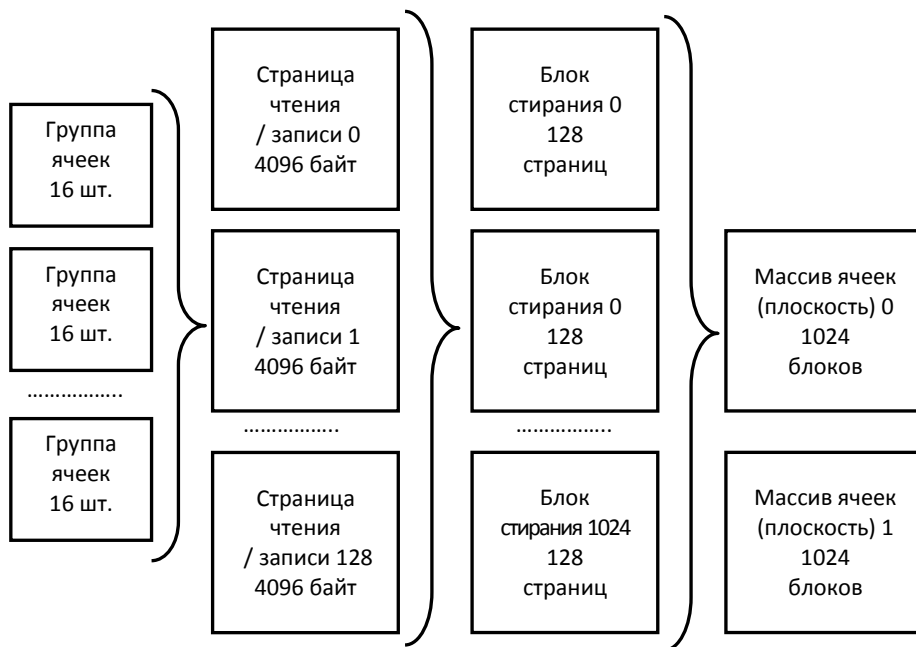 Группа
ячеек
16 шт.
Группа
ячеек
16 шт.
……………..
Группа
ячеек
16 шт.
Страница
чтения
/ записи 0
4096 байт
Страница
чтения
/ записи 1
4096 байт
……………..
Страница
чтения
/ записи 128
4096 байт
Блок
стирания 0
128
страниц
Блок
стирания 0
128
страниц
……………..
Блок
стирания 1024
128
страниц
Массив ячеек
(плоскость) 0
1024
блоков
Массив ячеек
(плоскость) 1
1024
блоков